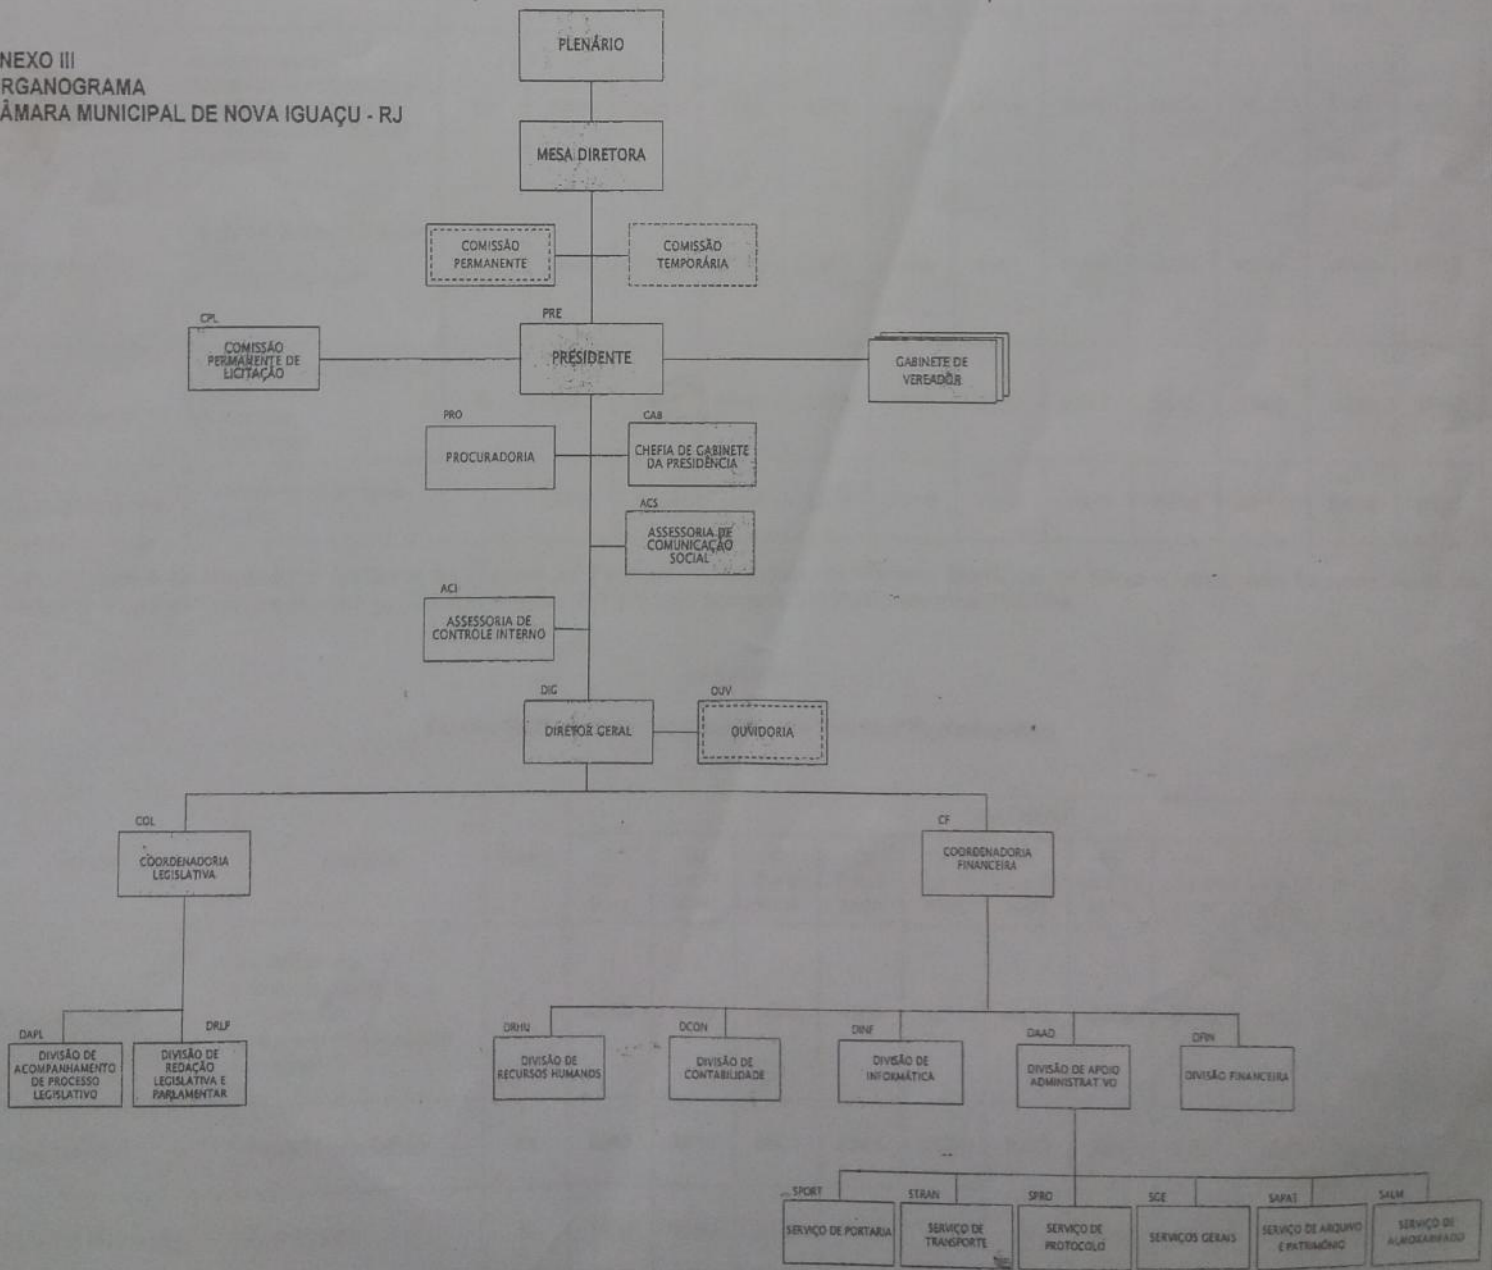 NEXO III
RGANOGRAMA
ÂMARA MUNICIPAL DE NOVA IGUAÇU - RJ
PLENÁRIO
MESA DIRETORA
COMISSÃO
PERMANENTE
COMISSÃO
TEMPORÁRIA
CPL
COMISSÃO
PERMANENTE DE
LICITAÇÃO
PRE
PRESIDENTE
GABINETE DE
VEREADOR
PRO
PROCURADORIA
CAB
CHEFIA DE GABINETE
DA PRESIDÊNCIA
ACS
ASSESSORIA DE
COMUNICAÇÃO
SOCIAL
ACI
ASSESSORIA DE
CONTROLE INTERNO
DIG
DIRETOR GERAL
OUV
OUVIDORIA
COL
COORDENADORIA
LEGISLATIVA
CF
COORDENADORIA
FINANCEIRA
DAPL
DIVISÃO DE
ACOMPANHAMENTO
DE PROCESSO
LEGISLATIVO
DRLP
DIVISÃO DE
REDAÇÃO
LEGISLATIVA E
PARLAMENTAR
DRHU
DIVISÃO DE
RECURSOS HUMANOS
DCON
DIVISÃO DE
CONTABILIDADE
DINF
DIVISÃO DE
INFORMÁTICA
DAAD
DIVISÃO DE APOIO
ADMINISTRATIVO
DFIN
DIVISÃO FINANCEIRA
SPORT
SERVIÇO DE PORTARIA
STRAN
SERVIÇO DE
TRANSPORTE
SPRO
SERVIÇO DE
PROTOCOLO
SGE
SERVIÇOS GERAIS
SAPAT
SERVIÇO DE ARQUIVO
E PATRIMÔNIO
SALM
SERVIÇO DE
ALMOXARIFADO